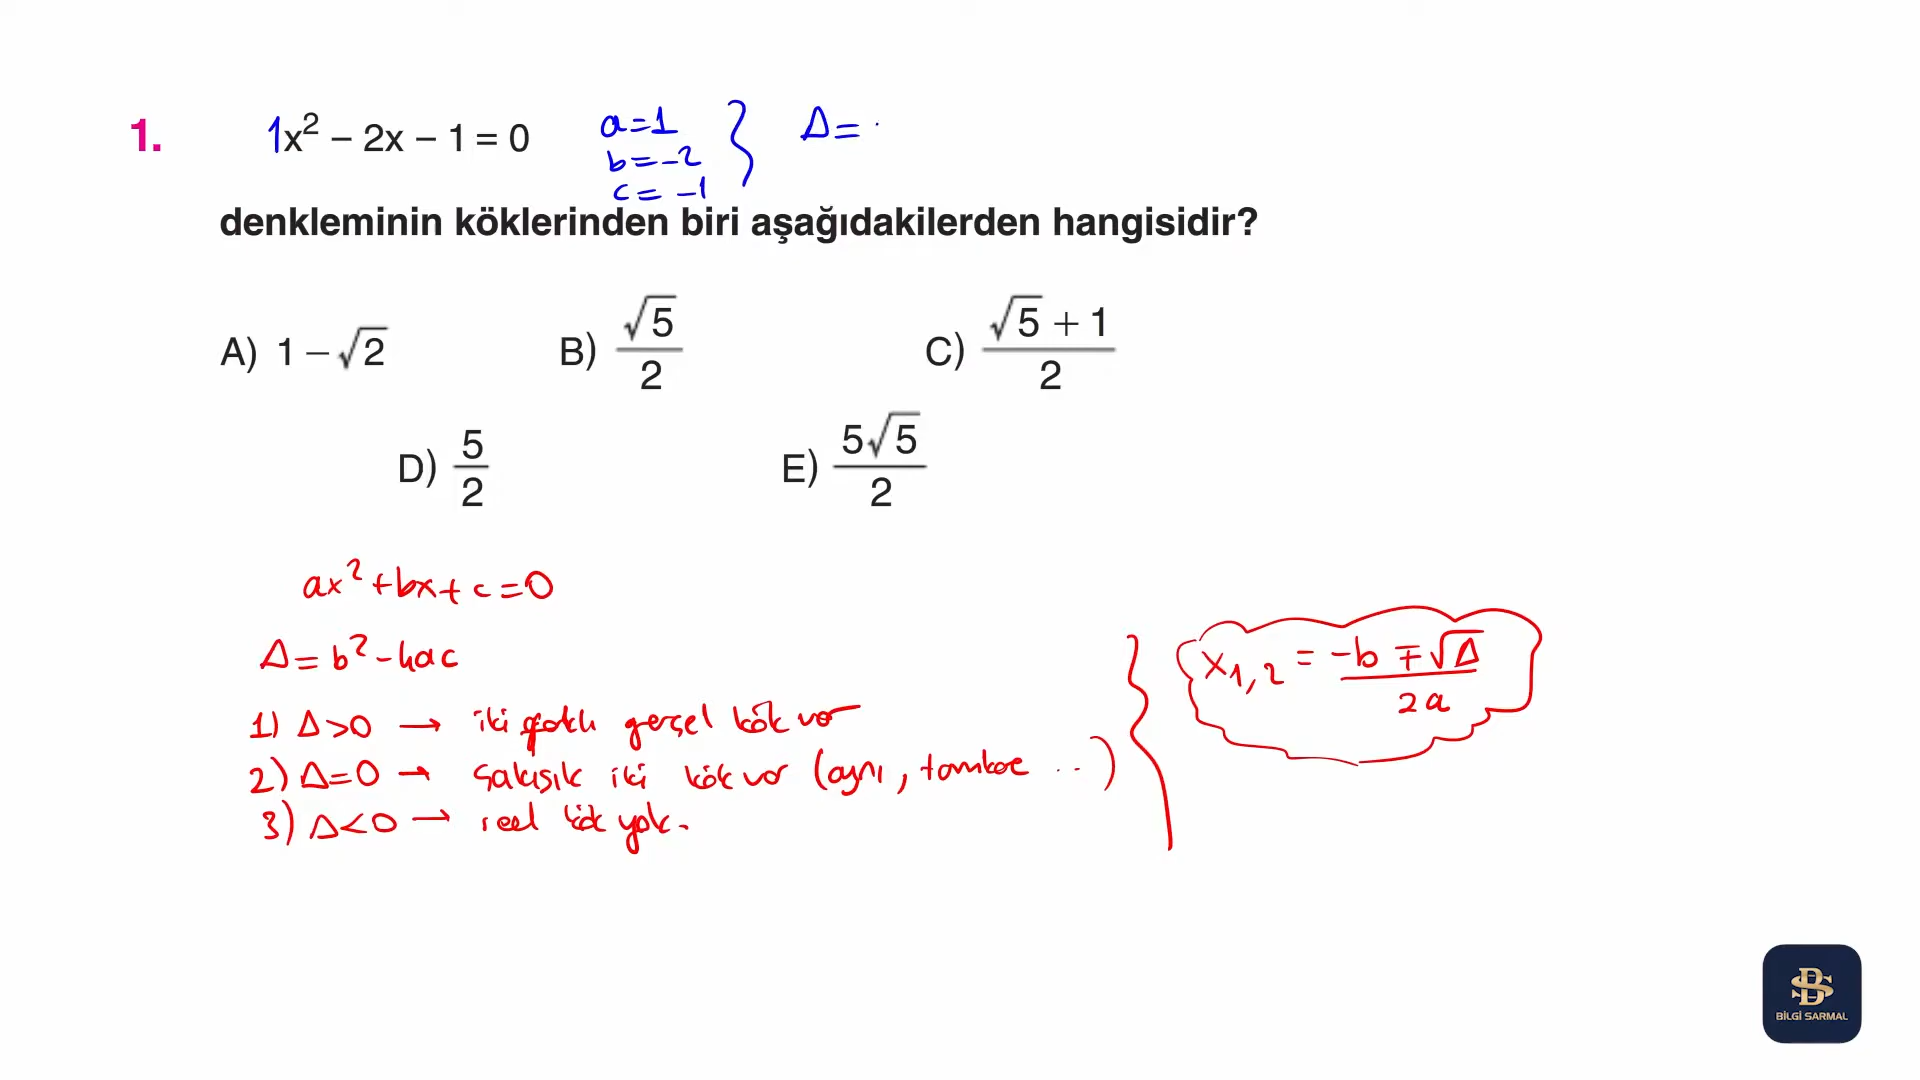 1. 1x² – 2x – 1 = 0 a=1 } Δ= ·
b=-2
c=-1
denkleminin köklerinden biri aşağıdakilerden hangisidir?
A) 1 – √2 B) √5/2 C) (√5 + 1)/2
D) 5/2 E) 5√5/2
ax²+bx+c=0
Δ=b²-4ac
1) Δ>0 → iki farklı gerçel kök var
2) Δ=0 → çakışık iki kök var (aynı, tamkare ..)
3) Δ<0 → reel kök yok.
x₁,₂ = (-b ∓ √Δ)/2a
BİLGİ SARMAL